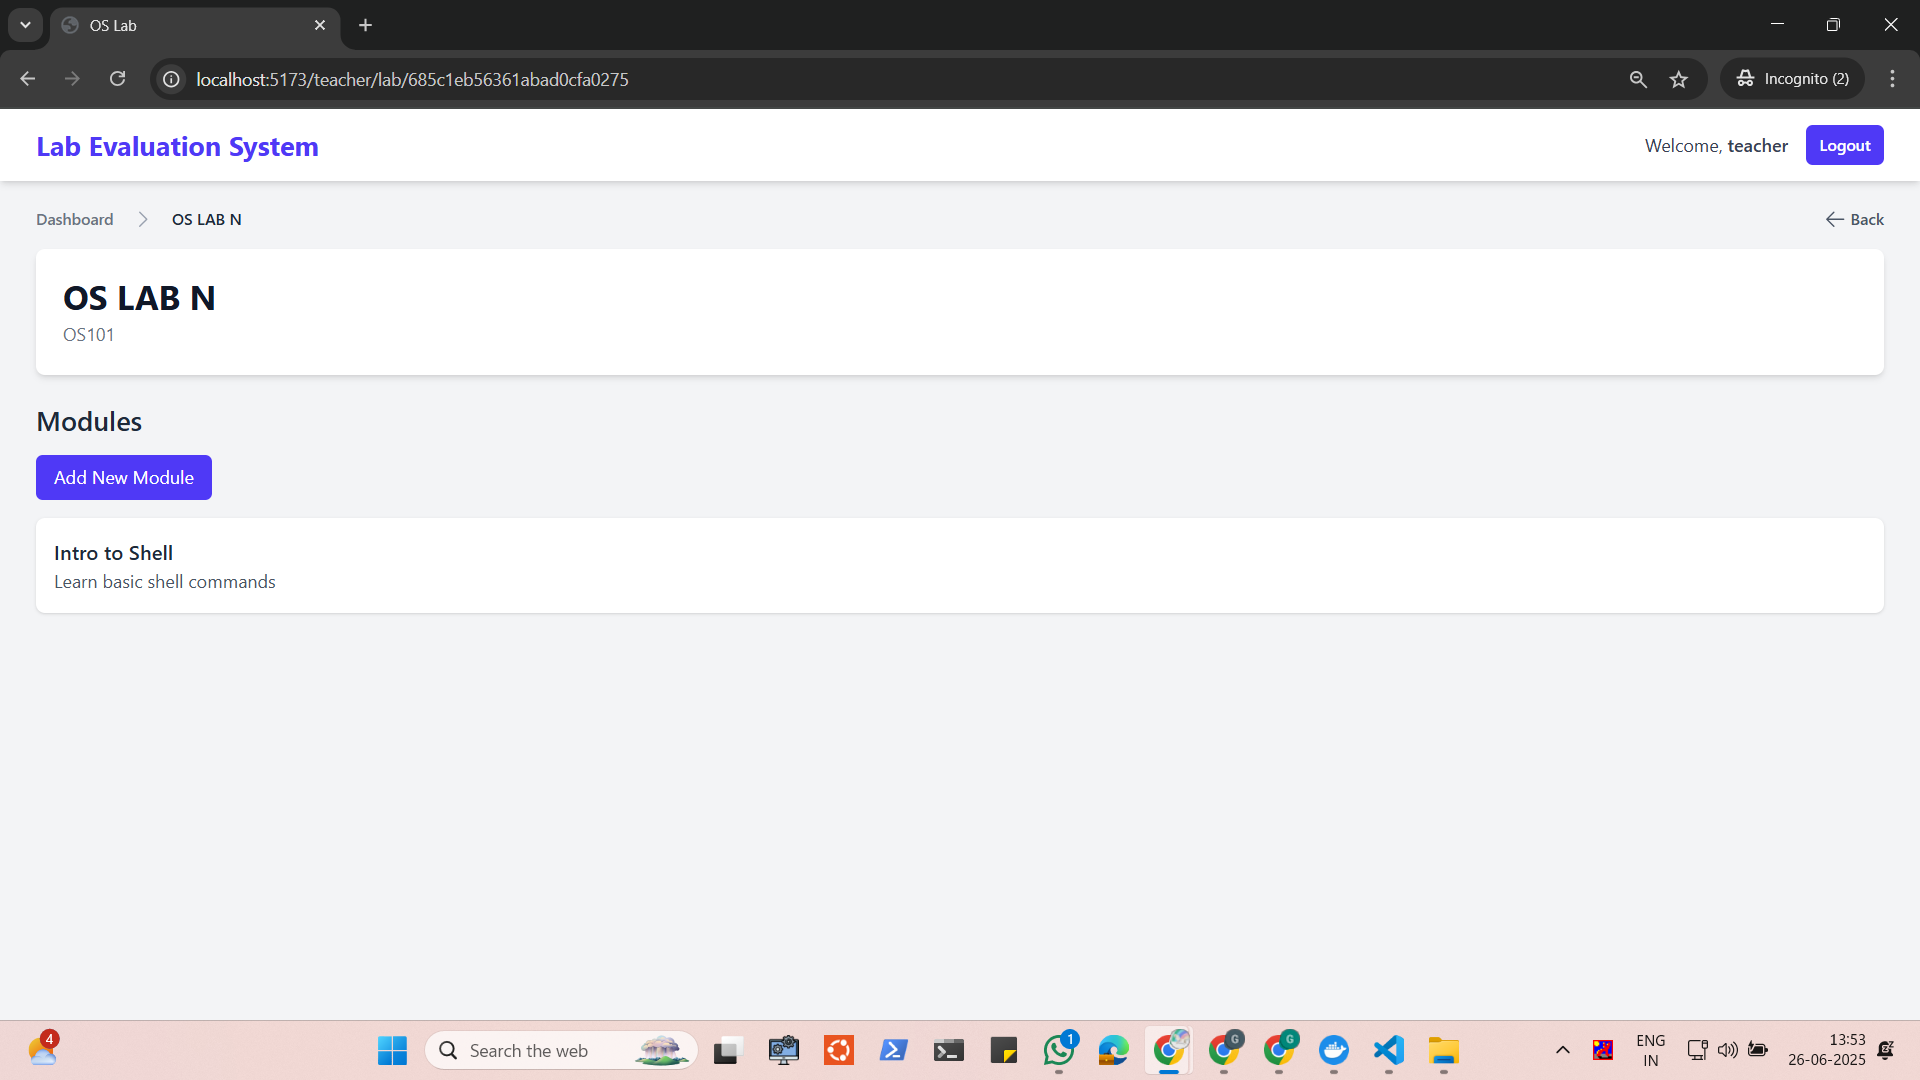 OS Lab
localhost:5173/teacher/lab/685c1eb56361abad0cfa0275
Incognito (2)
Lab Evaluation System
Welcome, teacher
Logout
Dashboard
OS LAB N
Back
OS LAB N
OS101
Modules
Add New Module
Intro to Shell
Learn basic shell commands
4
Search the web
1
G
G
ENG
IN
13:53
26-06-2025